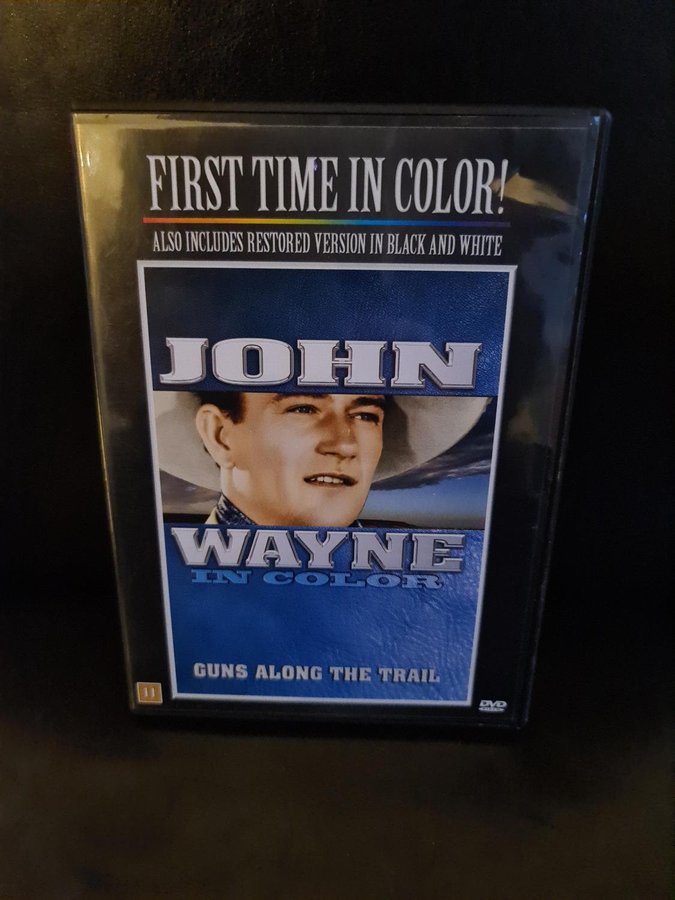 FIRST TIME IN COLOR!
ALSO INCLUDES RESTORED VERSION IN BLACK AND WHITE
JOHN
WAYNE
IN COLOR
GUNS ALONG THE TRAIL
11
DVD